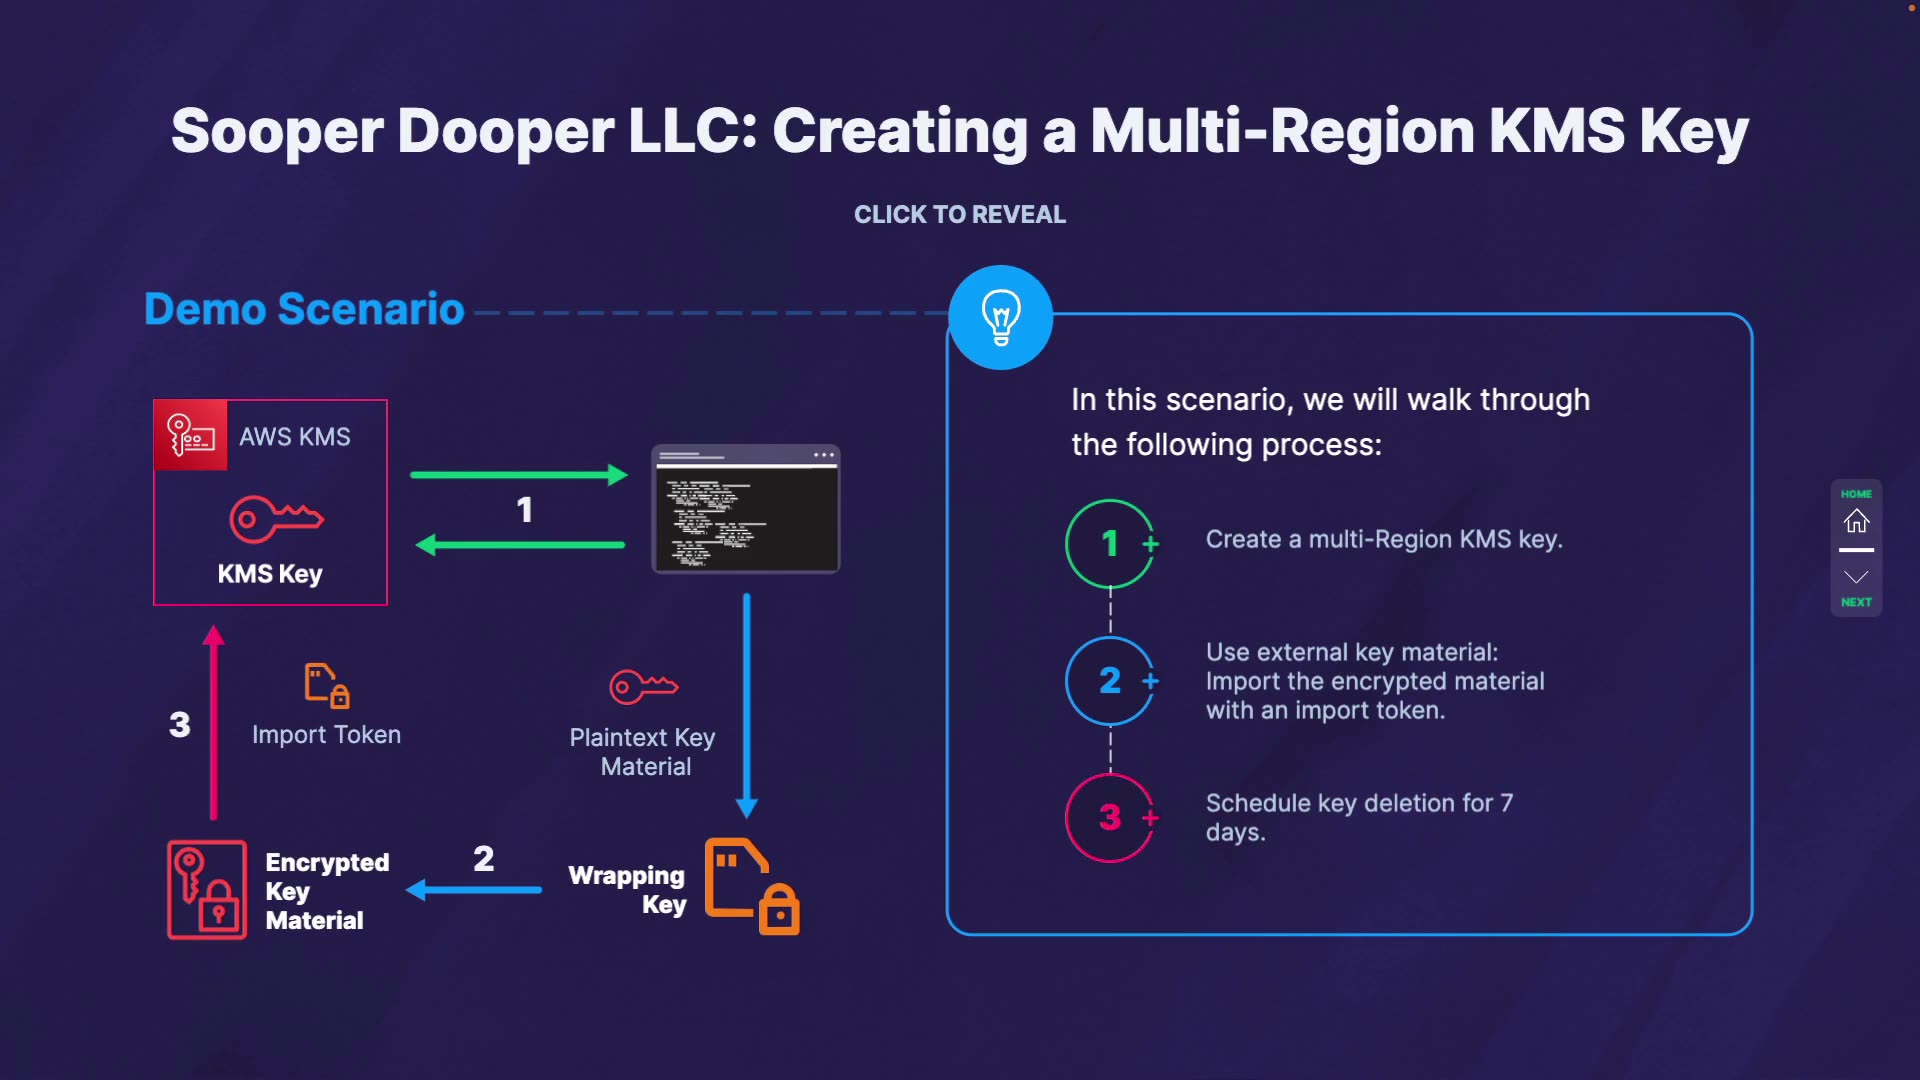 Sooper Dooper LLC: Creating a Multi-Region KMS Key
CLICK TO REVEAL
Demo Scenario
AWS KMS
KMS Key
1
3
Import Token
Plaintext Key
Material
Encrypted
Key
Material
2
Wrapping
Key
In this scenario, we will walk through
the following process:
1
Create a multi-Region KMS key.
2
Use external key material:
Import the encrypted material
with an import token.
3
Schedule key deletion for 7
days.
HOME
NEXT